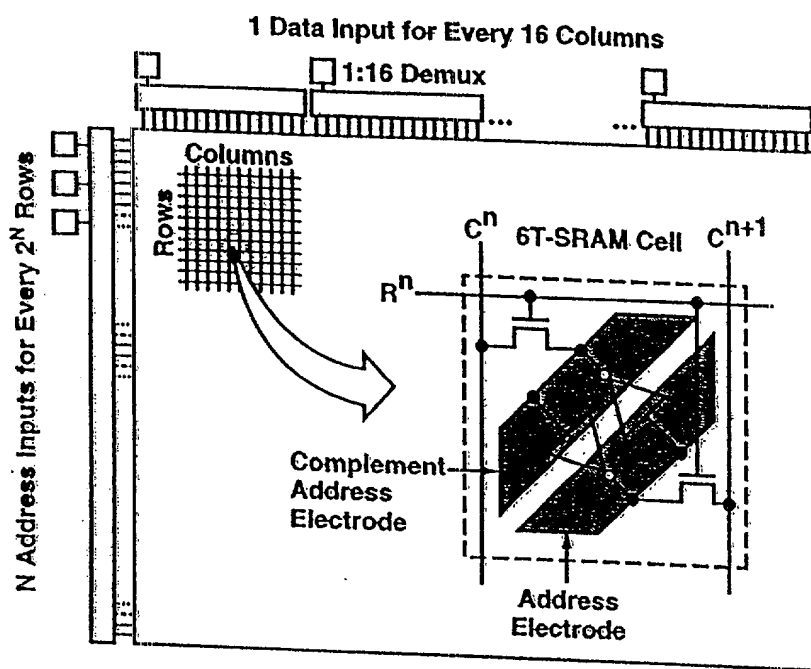 1 Data Input for Every 16 Columns
1:16 Demux
... ...
N Address Inputs for Every 2^N Rows
Columns
Rows
C^n 6T-SRAM Cell C^n+1
R^n
Complement
Address
Electrode
Address
Electrode